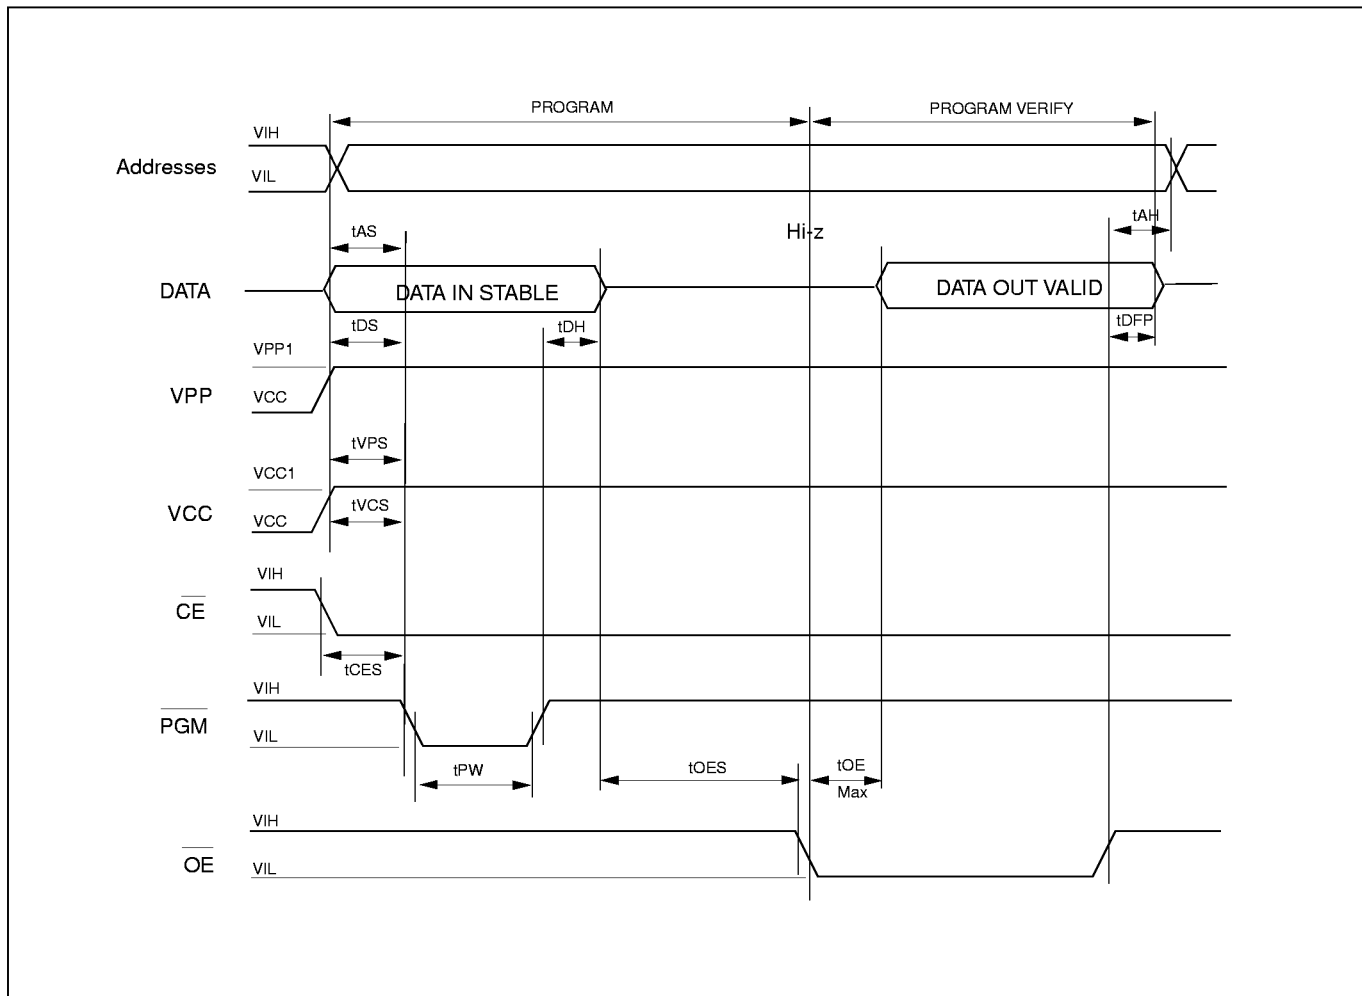 PROGRAM
PROGRAM VERIFY
VIH
Addresses
VIL
tAS
Hi-z
tAH
DATA
DATA IN STABLE
DATA OUT VALID
tDS
tDH
tDFP
VPP1
VPP
VCC
tVPS
VCC1
tVCS
VCC
VCC
VIH
CE
VIL
tCES
VIH
PGM
VIL
tPW
tOES
tOE
Max
VIH
OE
VIL